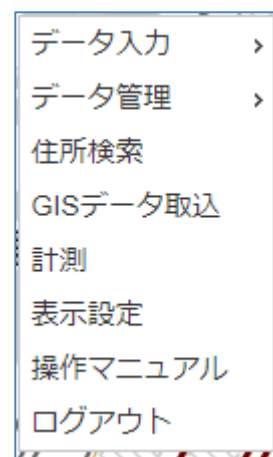 データ入力 >
データ管理 >
住所検索
GISデータ取込
計測
表示設定
操作マニュアル
ログアウト